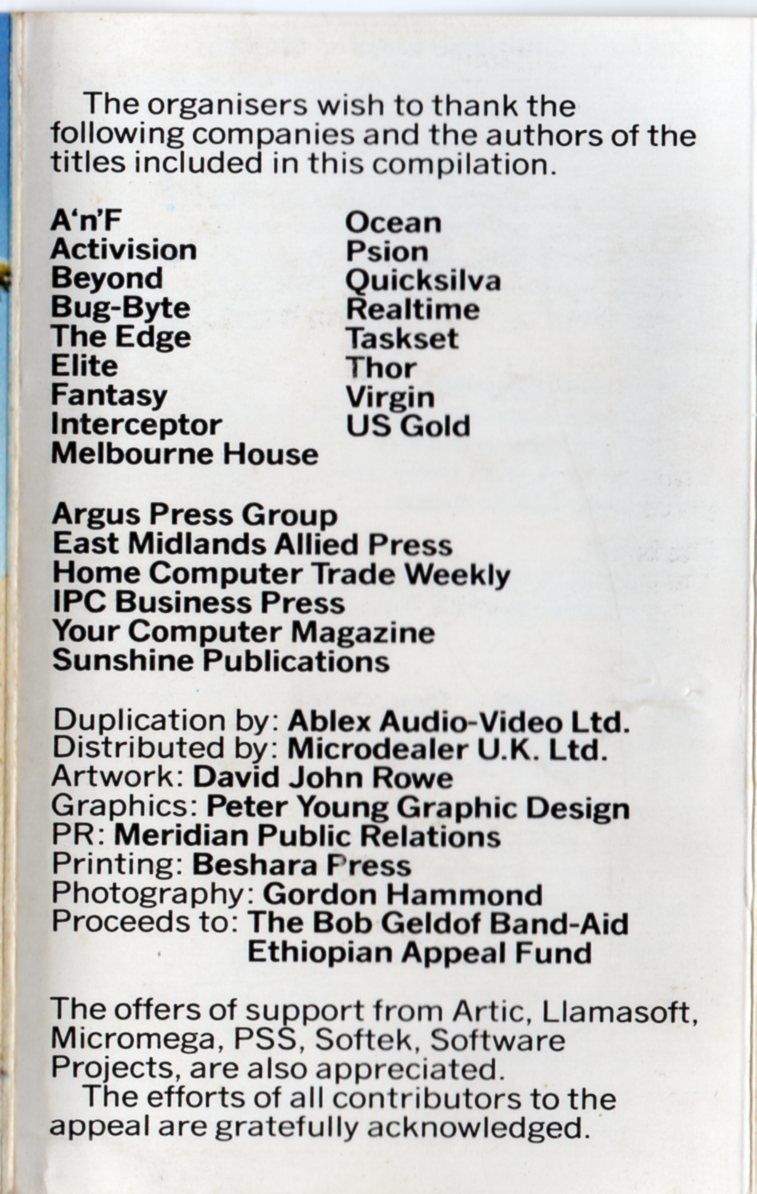 The organisers wish to thank the
following companies and the authors of the
titles included in this compilation.
A‘n’F
Activision
Beyond
Bug-Byte
The Edge
Elite
Fantasy
Interceptor
Melbourne House
Ocean
Psion
Quicksilva
Realtime
Taskset
Thor
Virgin
US Gold
Argus Press Group
East Midlands Allied Press
Home Computer Trade Weekly
IPC Business Press
Your Computer Magazine
Sunshine Publications
Duplication by: Ablex Audio-Video Ltd.
Distributed by: Microdealer U.K. Ltd.
Artwork: David John Rowe
Graphics: Peter Young Graphic Design
PR: Meridian Public Relations
Printing: Beshara Press
Photography: Gordon Hammond
Proceeds to: The Bob Geldof Band-Aid
Ethiopian Appeal Fund
The offers of support from Artic, Llamasoft,
Micromega, PSS, Softek, Software
Projects, are also appreciated.
The efforts of all contributors to the
appeal are gratefully acknowledged.